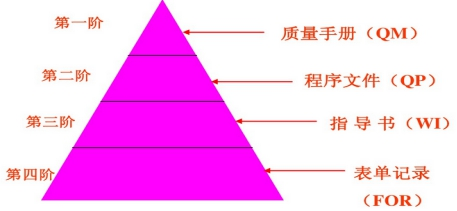 第一阶
质量手册（QM）
第二阶
程序文件（QP）
第三阶
指导书（WI）
第四阶
表单记录
（FOR）